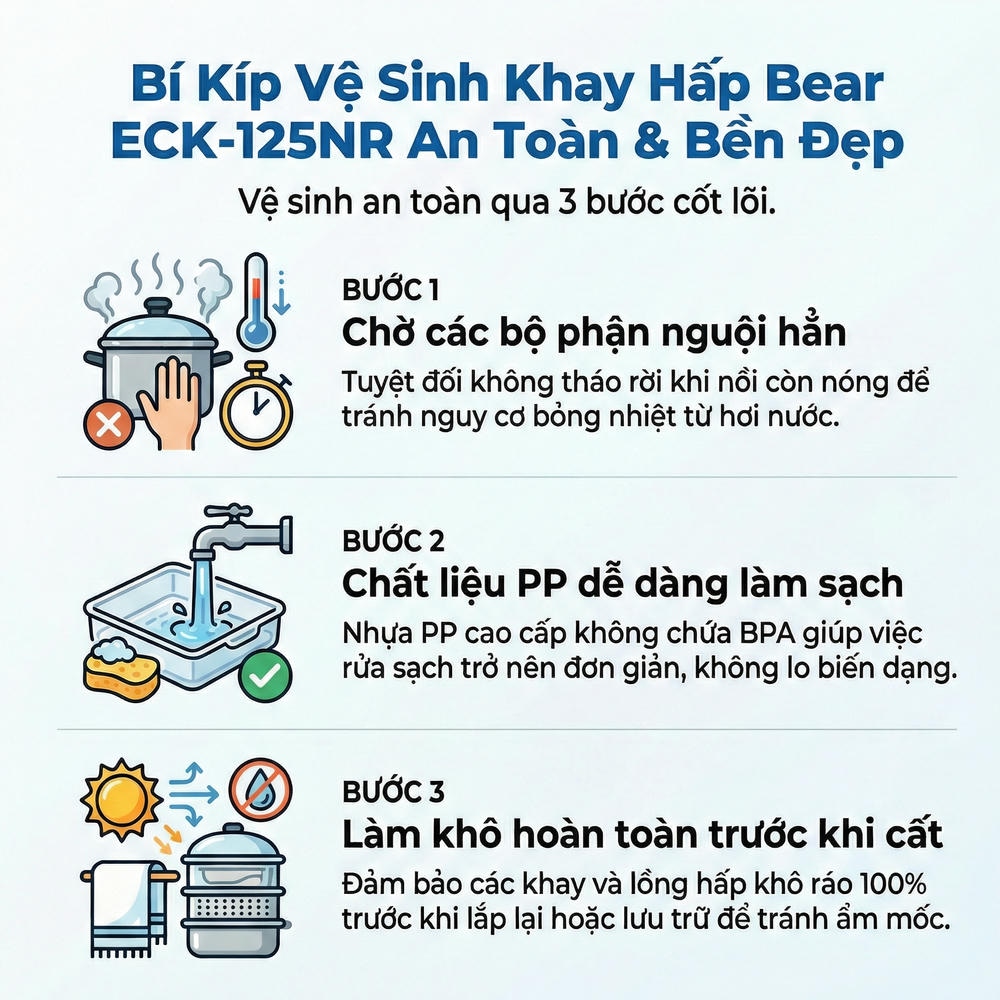 Bí Kíp Vệ Sinh Khay Hấp Bear
ECK-125NR An Toàn & Bền Đẹp
Vệ sinh an toàn qua 3 bước cốt lõi.
BƯỚC 1
Chờ các bộ phận nguội hẳn
Tuyệt đối không tháo rời khi nồi còn nóng để
tránh nguy cơ bỏng nhiệt từ hơi nước.
BƯỚC 2
Chất liệu PP dễ dàng làm sạch
Nhựa PP cao cấp không chứa BPA giúp việc
rửa sạch trở nên đơn giản, không lo biến dạng.
BƯỚC 3
Làm khô hoàn toàn trước khi cất
Đảm bảo các khay và lồng hấp khô ráo 100%
trước khi lắp lại hoặc lưu trữ để tránh ẩm mốc.